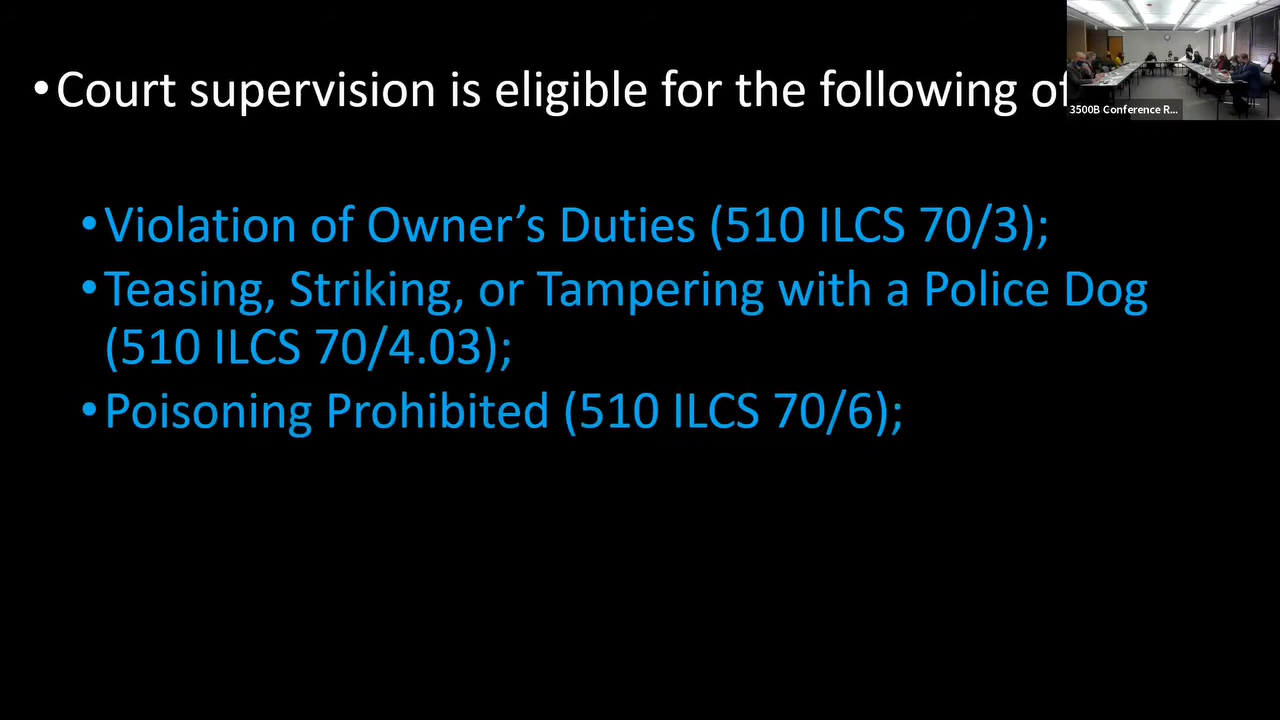 •Court supervision is eligible for the following of
3500B Conference R...
•Violation of Owner’s Duties (510 ILCS 70/3);
•Teasing, Striking, or Tampering with a Police Dog
(510 ILCS 70/4.03);
•Poisoning Prohibited (510 ILCS 70/6);